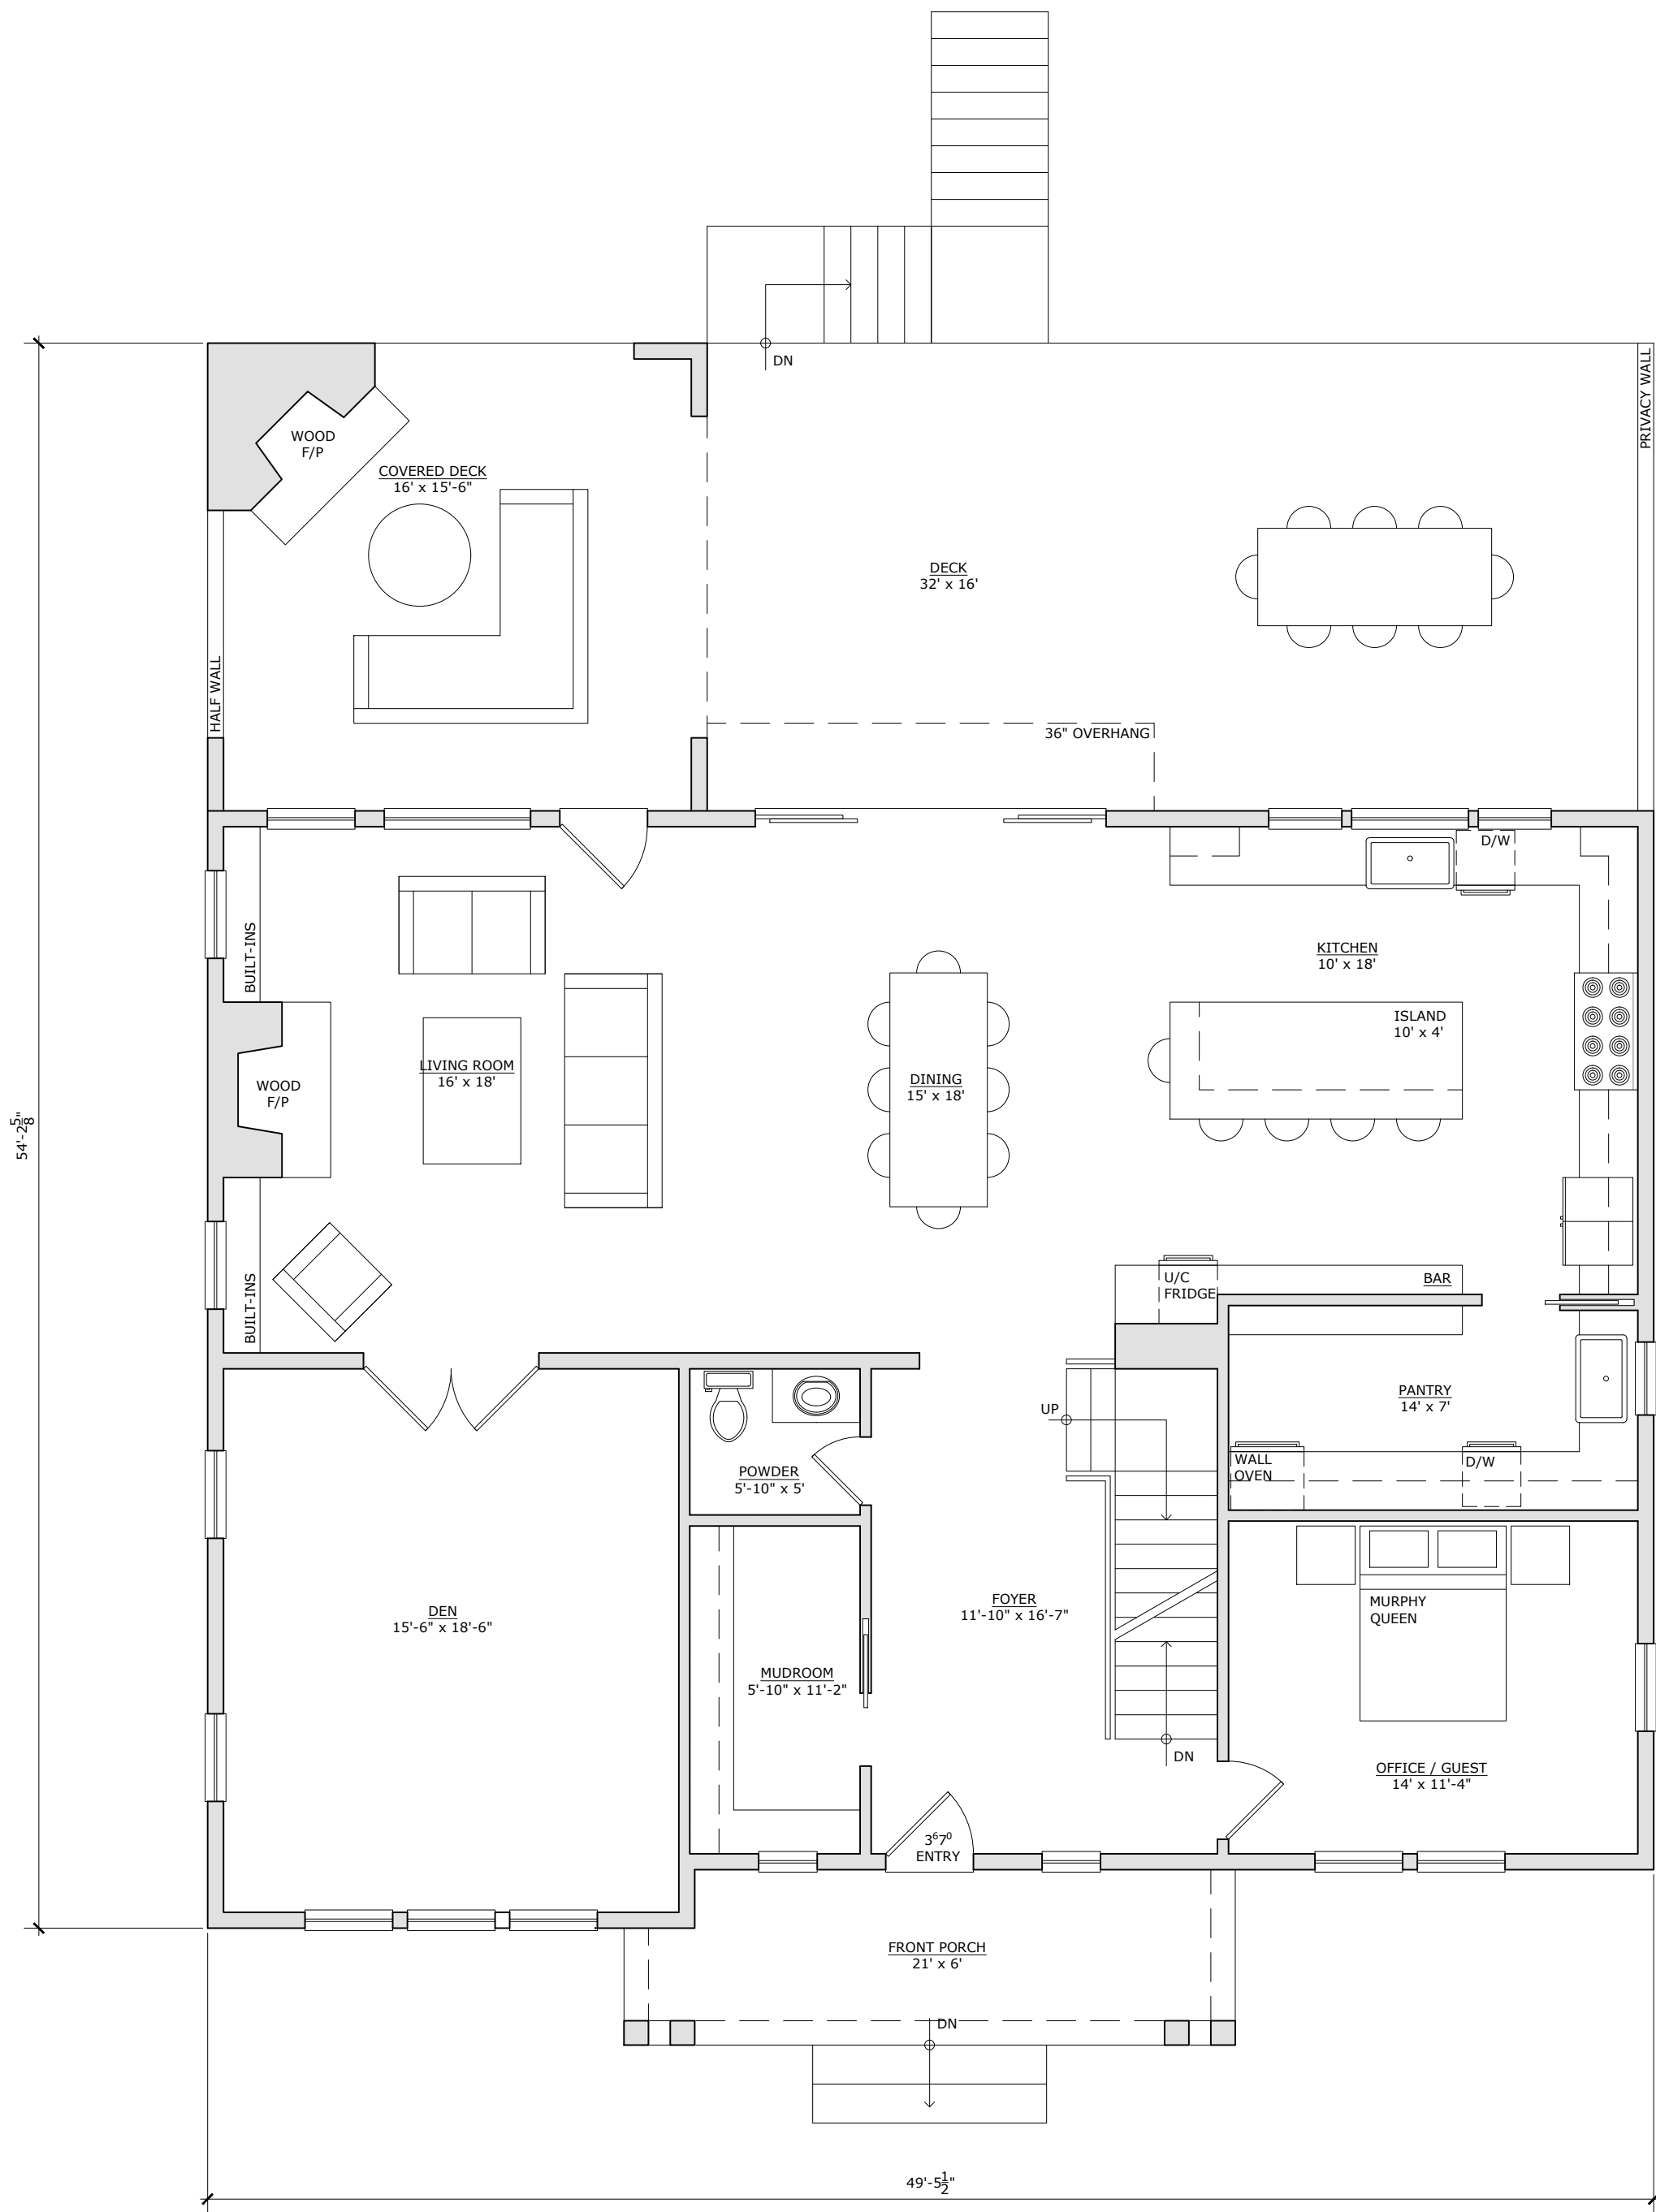 DN
PRIVACY WALL
WOOD
F/P
COVERED DECK
16' x 15'-6"
DECK
32' x 16'
HALF WALL
36" OVERHANG
D/W
BUILT-INS
KITCHEN
10' x 18'
ISLAND
10' x 4'
LIVING ROOM
16' x 18'
WOOD
F/P
DINING
15' x 18'
54'-2 5/8"
BUILT-INS
U/C
FRIDGE
BAR
PANTRY
14' x 7'
UP
POWDER
5'-10" x 5'
WALL
OVEN
D/W
DEN
15'-6" x 18'-6"
FOYER
11'-10" x 16'-7"
MURPHY
QUEEN
MUDROOM
5'-10" x 11'-2"
DN
OFFICE / GUEST
14' x 11'-4"
3⁶7⁰
ENTRY
FRONT PORCH
21' x 6'
DN
49'-5 1/2"